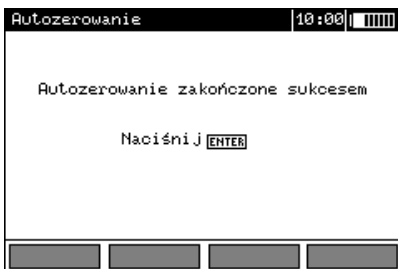 Autozerowanie 10:00
Autozerowanie zakończone sukcesem
Naciśnij ENTER